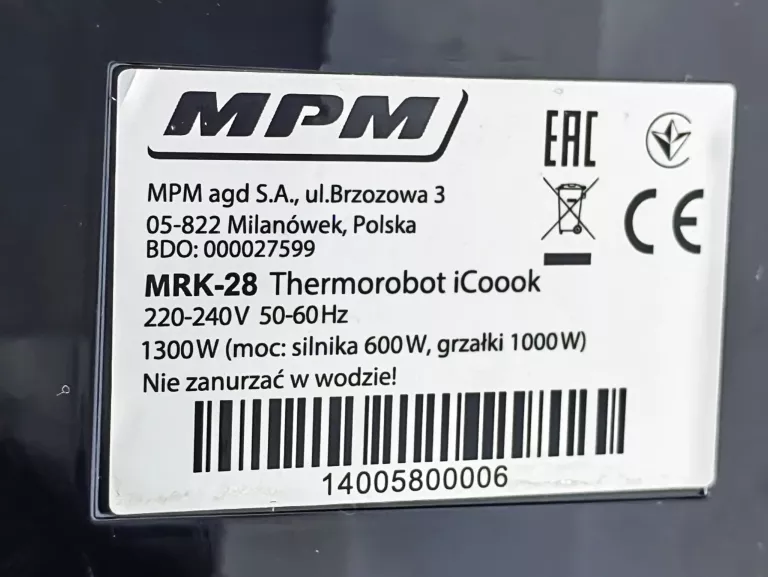 MPM
EAC
MPM agd S.A., ul.Brzozowa 3
05-822 Milanówek, Polska
BDO: 000027599
CE
MRK-28 Thermorobot iCoook
220-240V 50-60Hz
1300W (moc: silnika 600W, grzałki 1000W)
Nie zanurzać w wodzie!
14005800006